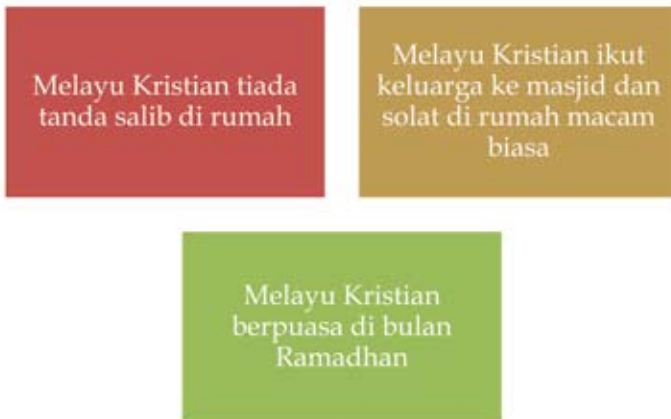 Melayu Kristian tiada
tanda salib di rumah
Melayu Kristian ikut
keluarga ke masjid dan
solat di rumah macam
biasa
Melayu Kristian
berpuasa di bulan
Ramadhan